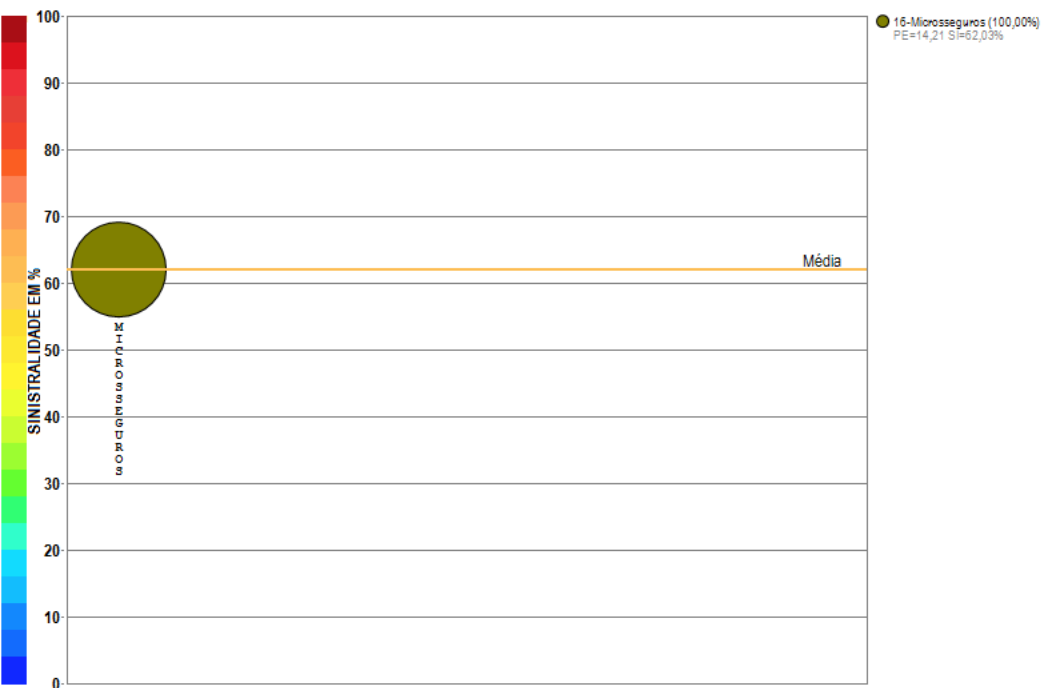 100
90
80
70
60
50
40
30
20
10
0
SINISTRALIDADE EM %
Média
MICROSSEGUROS
16-Microsseguros (100,00%)
PE=14,21 SI=62,03%